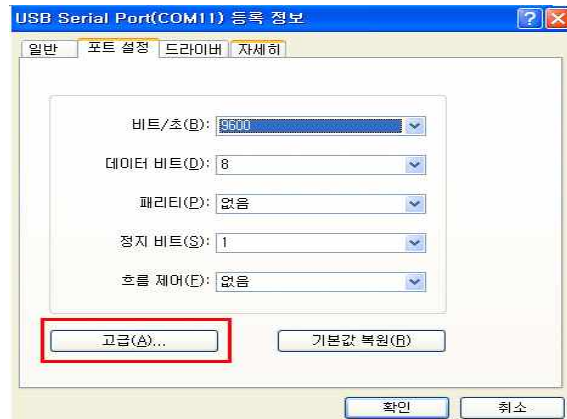 USB Serial Port(COM11) 등록 정보
일반 포트 설정 드라이버 자세히
비트/초(B): 9600
데이터 비트(D): 8
패리티(P): 없음
정지 비트(S): 1
흐름 제어(F): 없음
고급(A)... 기본값 복원(R)
확인 취소